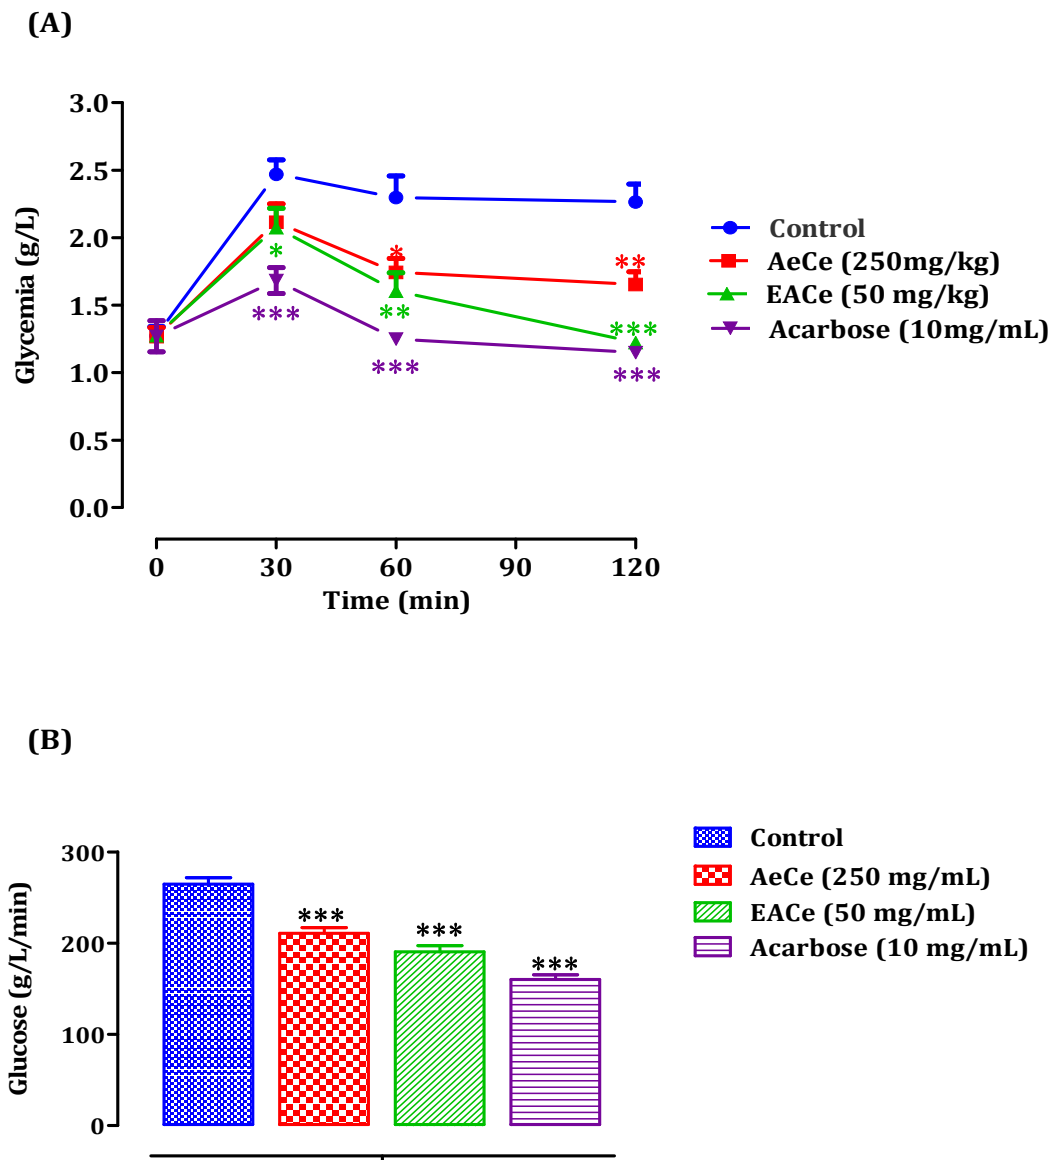 (A)
3.0
2.5
2.0
1.5
1.0
0.5
0.0
Glycemia (g/L)
*
*
**
***
**
***
***
***
***
0
30
60
90
120
Time (min)
Control
AeCe (250mg/kg)
EACe (50 mg/kg)
Acarbose (10mg/mL)
(B)
300
200
100
0
Glucose (g/L/min)
***
***
***
Control
AeCe (250 mg/mL)
EACe (50 mg/mL)
Acarbose (10 mg/mL)